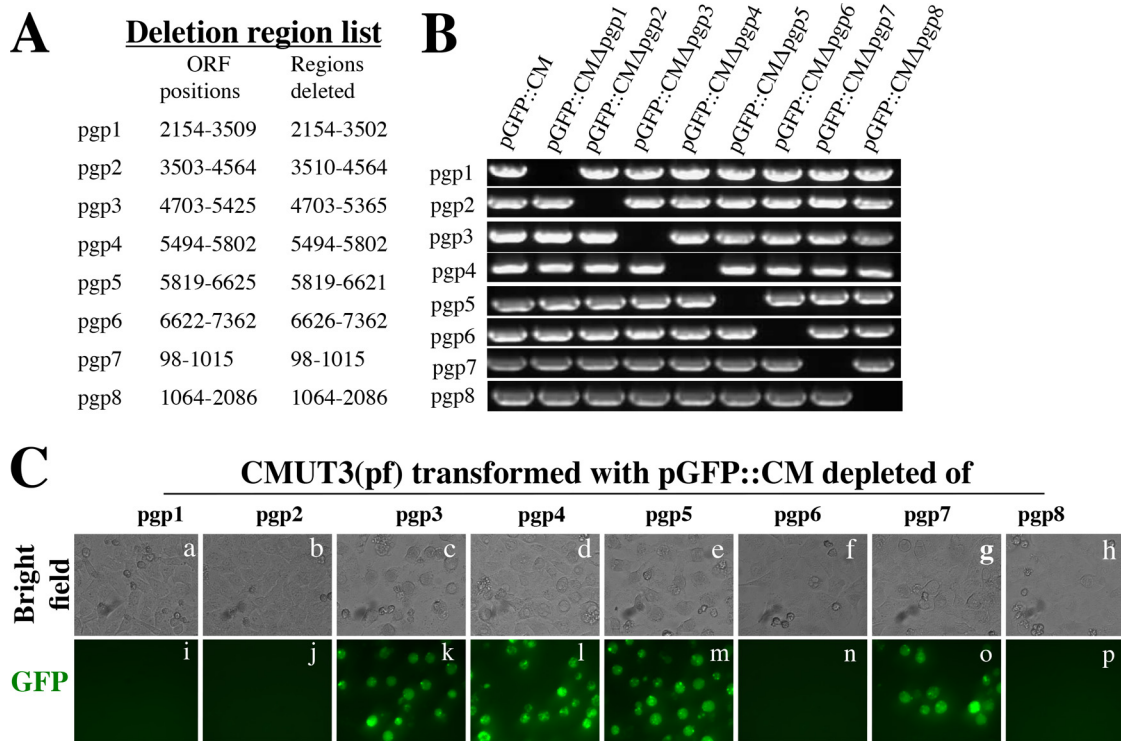 A
Deletion region list
ORF positions
Regions deleted
pgp1 2154-3509 2154-3502
pgp2 3503-4564 3510-4564
pgp3 4703-5425 4703-5365
pgp4 5494-5802 5494-5802
pgp5 5819-6625 5819-6621
pgp6 6622-7362 6626-7362
pgp7 98-1015 98-1015
pgp8 1064-2086 1064-2086
B
pGFP::CM
pGFP::CMΔpgp1
pGFP::CMΔpgp2
pGFP::CMΔpgp3
pGFP::CMΔpgp4
pGFP::CMΔpgp5
pGFP::CMΔpgp6
pGFP::CMΔpgp7
pGFP::CMΔpgp8
pgp1
pgp2
pgp3
pgp4
pgp5
pgp6
pgp7
pgp8
C
CMUT3(pf) transformed with pGFP::CM depleted of
pgp1 pgp2 pgp3 pgp4 pgp5 pgp6 pgp7 pgp8
Bright field
a b c d e f g h
GFP
i j k l m n o p